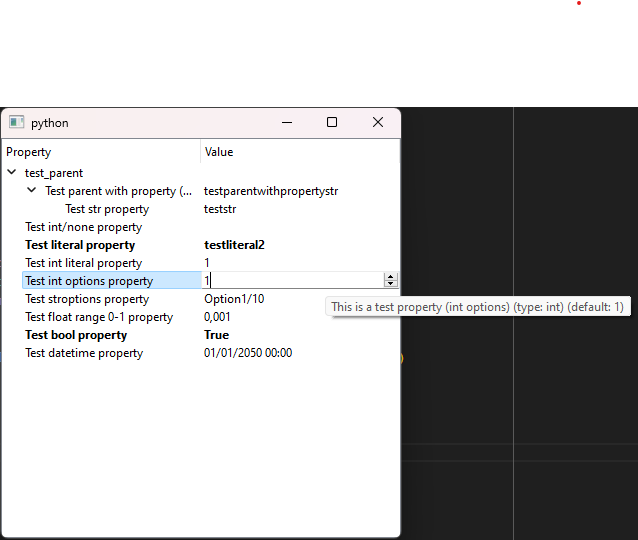 python
Property Value
test_parent
Test parent with property (... testparentwithpropertystr
Test str property teststr
Test int/none property
Test literal property testliteral2
Test int literal property 1
Test int options property 1
Test stroptions property Option1/10
This is a test property (int options) (type: int) (default: 1)
Test float range 0-1 property 0,001
Test bool property True
Test datetime property 01/01/2050 00:00
)